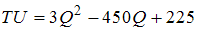 TU = 3Q² − 450Q + 225